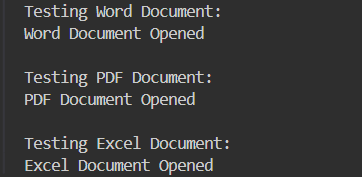 Testing Word Document:
Word Document Opened
Testing PDF Document:
PDF Document Opened
Testing Excel Document:
Excel Document Opened